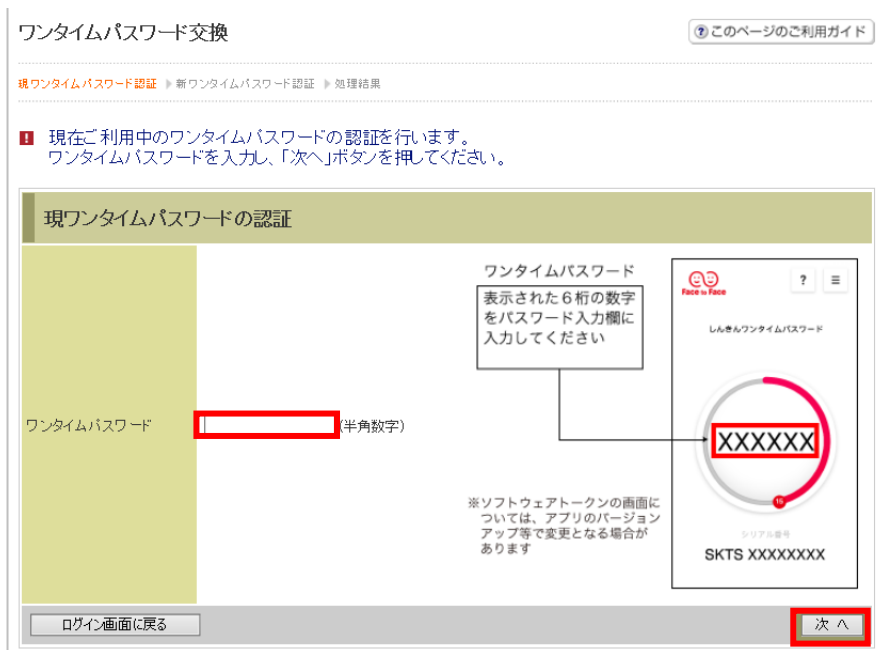 ワンタイムパスワード交換
? このページのご利用ガイド
現ワンタイムパスワード認証 ▶ 新ワンタイムパスワード認証 ▶ 処理結果
! 現在ご利用中のワンタイムパスワードの認証を行います。
ワンタイムパスワードを入力し、「次へ」ボタンを押してください。
現ワンタイムパスワードの認証
ワンタイムパスワード
(半角数字)
ワンタイムパスワード
表示された6桁の数字
をパスワード入力欄に
入力してください
※ソフトウェアトークンの画面に
ついては、アプリのバージョン
アップ等で変更となる場合が
あります
Face to Face
? ≡
しんきんワンタイムパスワード
XXXXXX
15
シリアル番号
SKTS XXXXXXXX
ログイン画面に戻る
次 へ